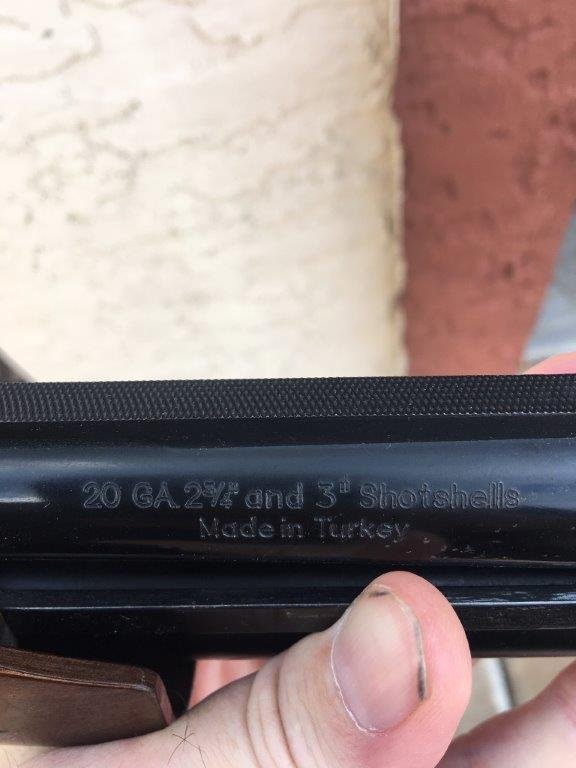 20 GA. 2¾" and 3" Shotshells
Made in Turkey